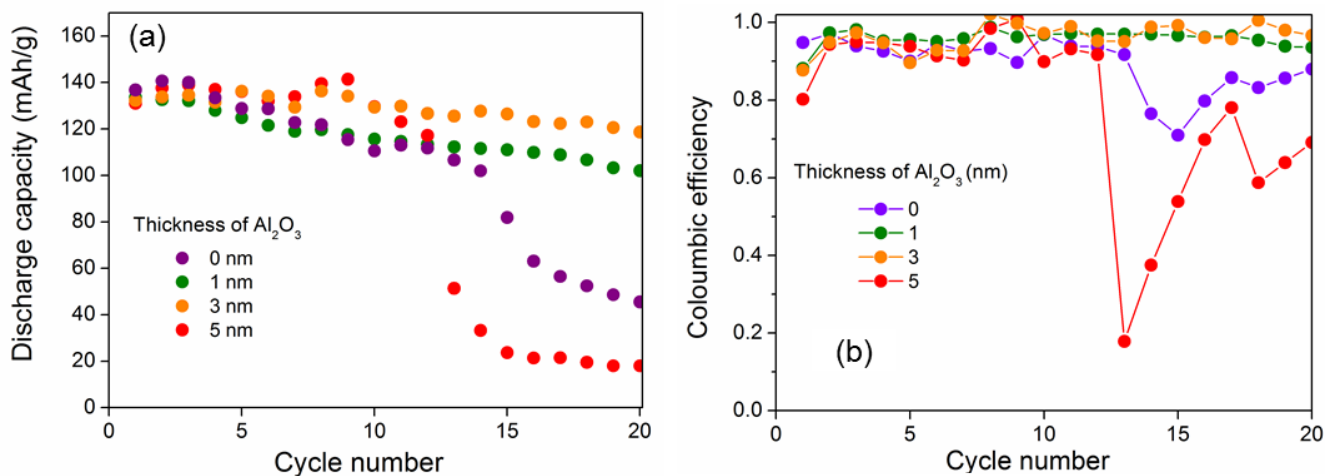 (a)
Discharge capacity (mAh/g)
160
140
120
100
80
60
40
20
0
Thickness of Al₂O₃
0 nm
1 nm
3 nm
5 nm
0 5 10 15 20
Cycle number
(b)
Coloumbic efficiency
1.0
0.8
0.6
0.4
0.2
0.0
Thickness of Al₂O₃ (nm)
0
1
3
5
0 5 10 15 20
Cycle number